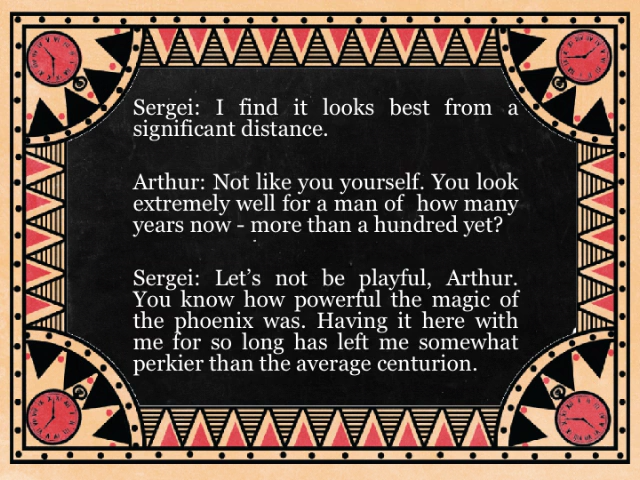 Sergei: I find it looks best from a
significant distance.
Arthur: Not like you yourself. You look
extremely well for a man of  how many
years now - more than a hundred yet?
Sergei: Let’s not be playful, Arthur.
You know how powerful the magic of
the phoenix was. Having it here with
me for so long has left me somewhat
perkier than the average centurion.